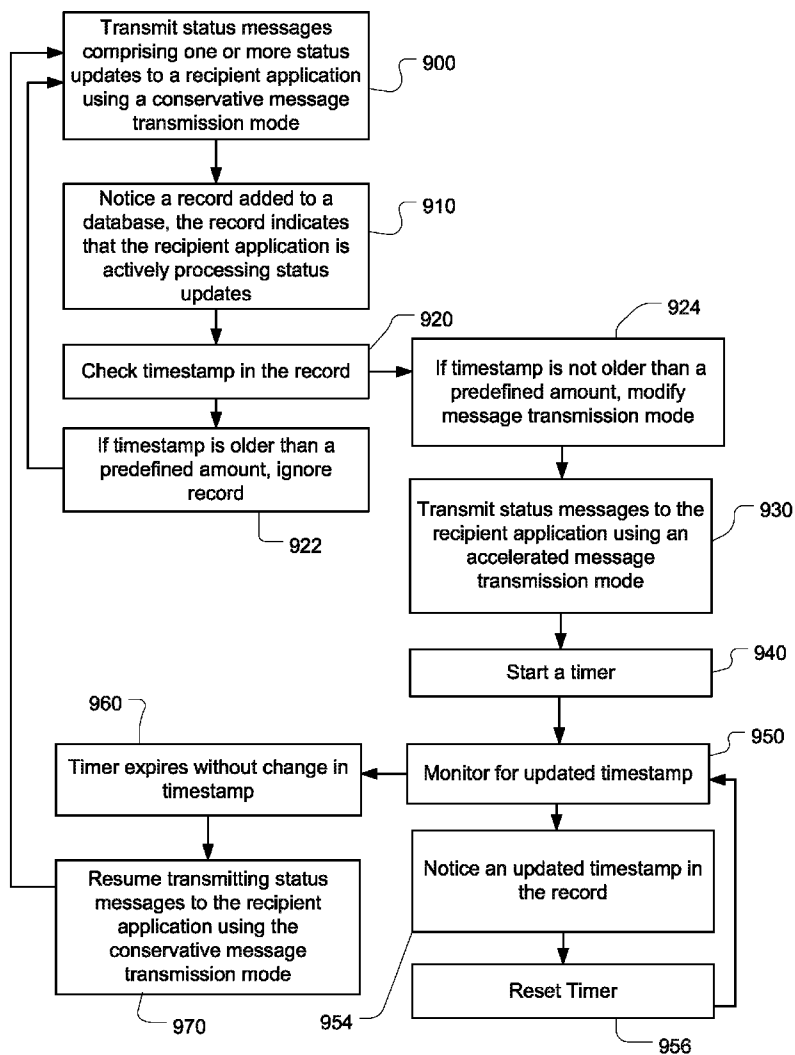 Transmit status messages
comprising one or more status
updates to a recipient application
using a conservative message
transmission mode
900
Notice a record added to a
database, the record indicates
that the recipient application is
actively processing status
updates
910
Check timestamp in the record
920
If timestamp is not older than a
predefined amount, modify
message transmission mode
924
If timestamp is older than a
predefined amount, ignore
record
922
Transmit status messages to the
recipient application using an
accelerated message
transmission mode
930
Start a timer
940
Monitor for updated timestamp
950
Timer expires without change in
timestamp
960
Notice an updated timestamp in
the record
954
Resume transmitting status
messages to the recipient
application using the
conservative message
transmission mode
970
Reset Timer
956